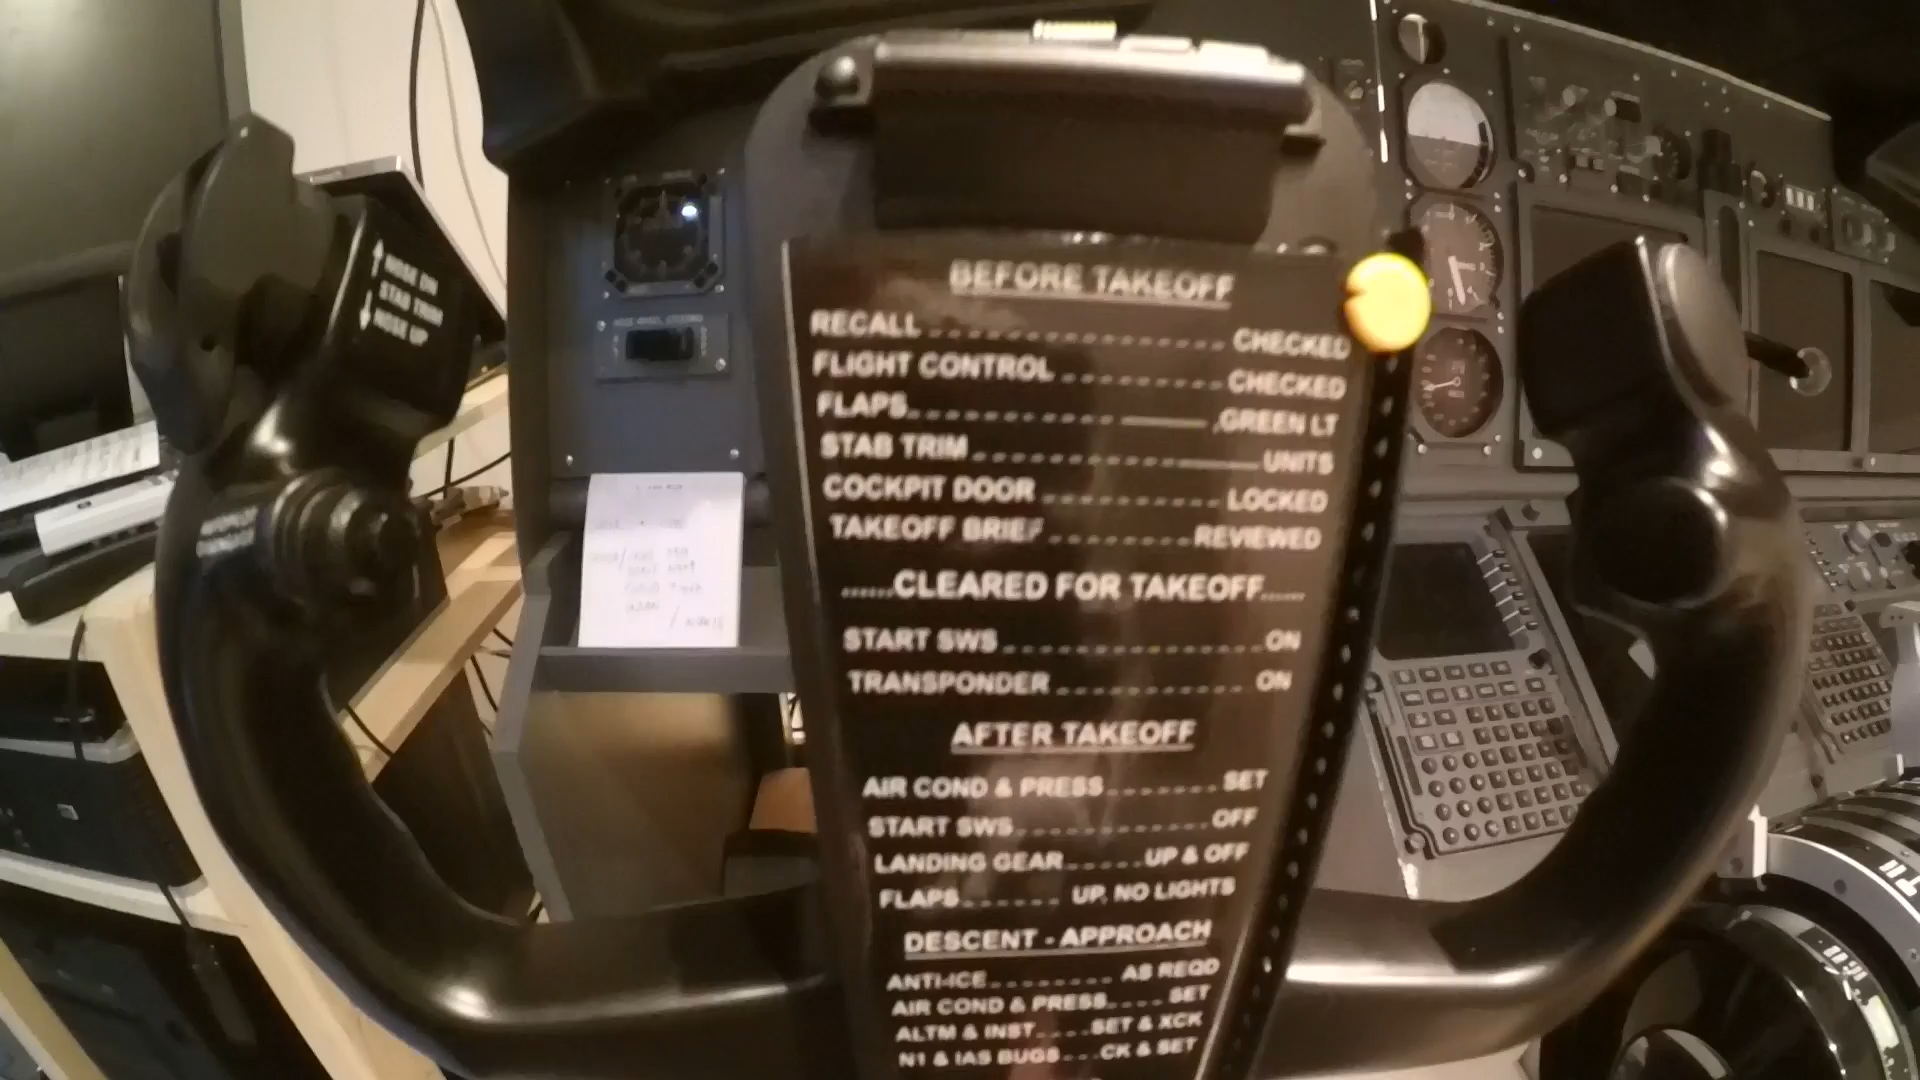 NOSE DN
STAB TRIM
NOSE UP
BEFORE TAKEOFF
RECALL CHECKED
FLIGHT CONTROL CHECKED
FLAPS GREEN LT
STAB TRIM UNITS
COCKPIT DOOR LOCKED
TAKEOFF BRIEF REVIEWED
......CLEARED FOR TAKEOFF......
START SWS ON
TRANSPONDER ON
AFTER TAKEOFF
AIR COND & PRESS SET
START SWS OFF
LANDING GEAR UP & OFF
FLAPS UP, NO LIGHTS
DESCENT - APPROACH
ANTI-ICE AS REQD
AIR COND & PRESS SET
ALTM & INST SET & XCK
N1 & IAS BUGS CK & SET